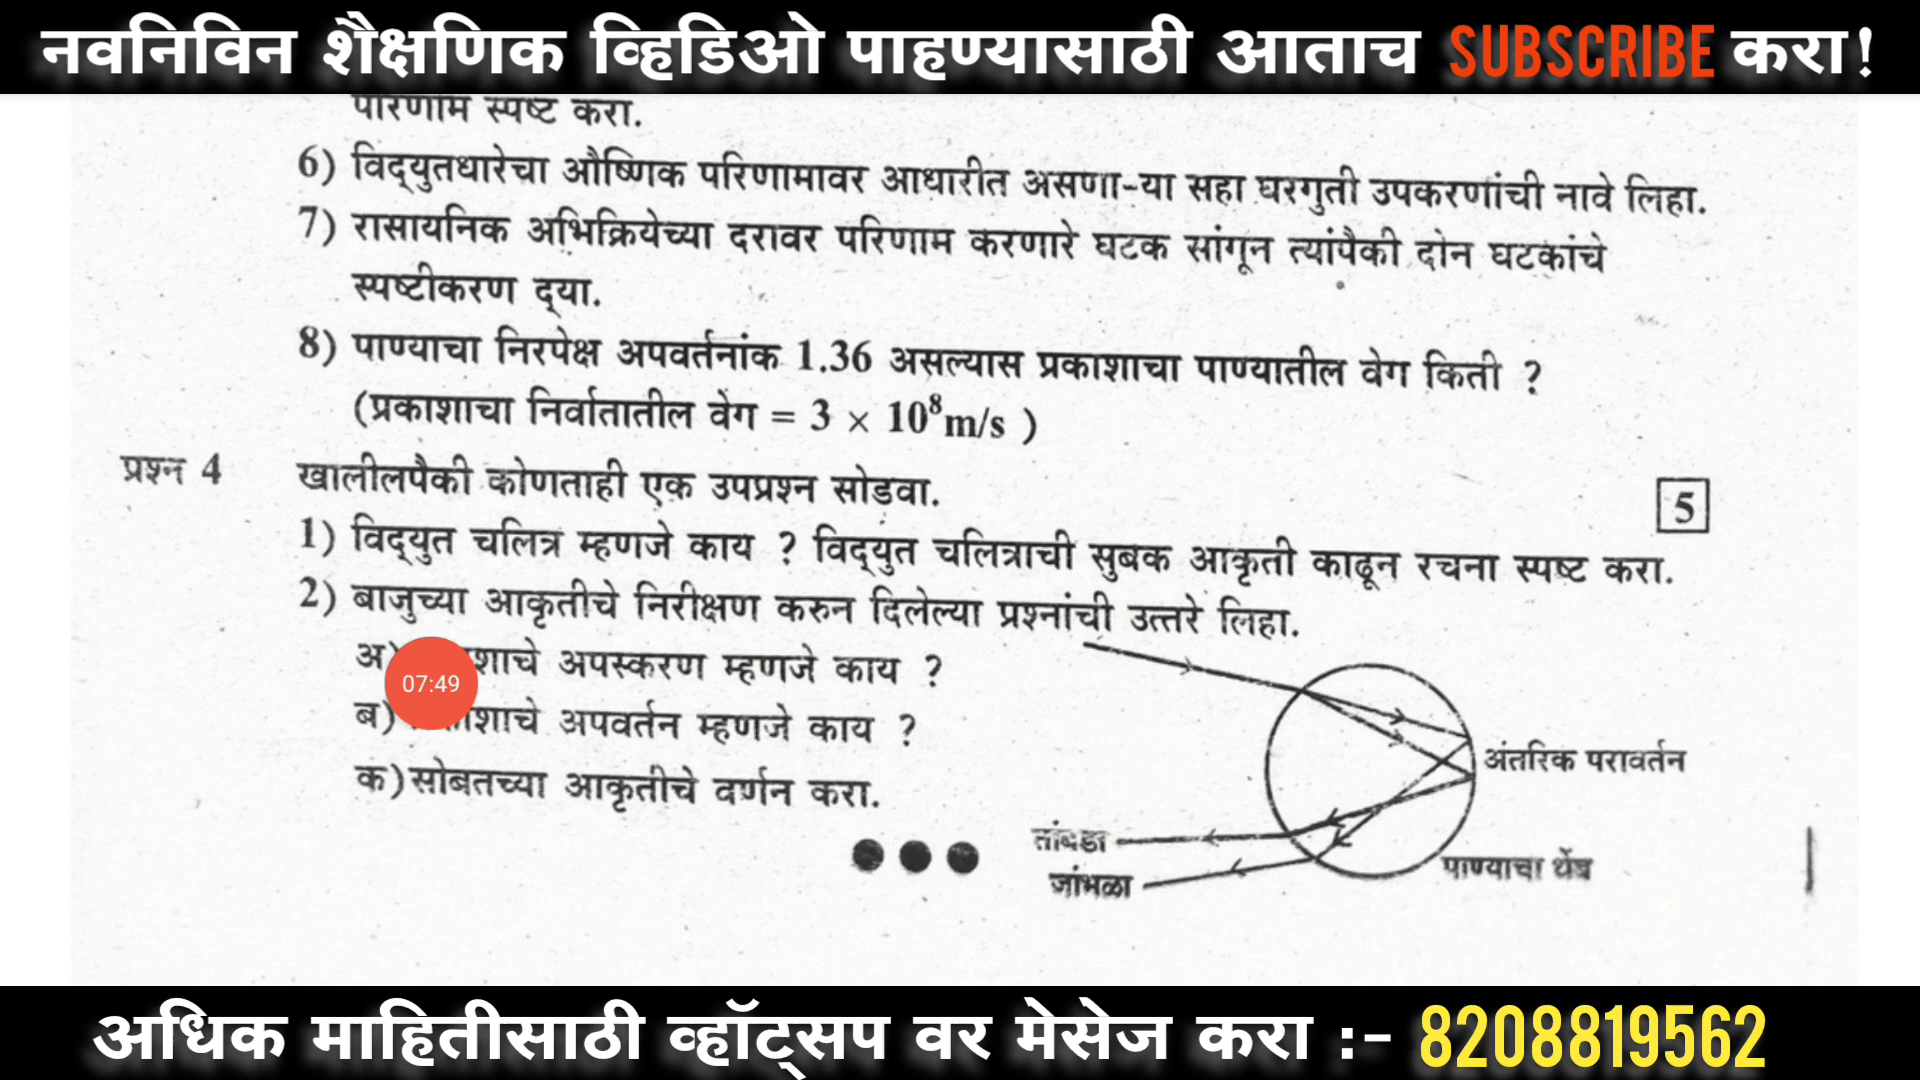 नवनिविन शैक्षणिक व्हिडिओ पाहण्यासाठी आताच SUBSCRIBE करा!
परिणाम स्पष्ट करा.
6) विद्युतधारेचा औष्णिक परिणामावर आधारीत असणा-या सहा घरगुती उपकरणांची नावे लिहा.
7) रासायनिक अभिक्रियेच्या दरावर परिणाम करणारे घटक सांगून त्यांपैकी दोन घटकांचे
स्पष्टीकरण द्या.
8) पाण्याचा निरपेक्ष अपवर्तनांक 1.36 असल्यास प्रकाशाचा पाण्यातील वेग किती ?
(प्रकाशाचा निर्वातातील वेग = 3 × 10⁸m/s )
प्रश्न 4 खालीलपैकी कोणताही एक उपप्रश्न सोडवा. 5
1) विद्युत चलित्र म्हणजे काय ? विद्युत चलित्राची सुबक आकृती काढून रचना स्पष्ट करा.
2) बाजुच्या आकृतीचे निरीक्षण करुन दिलेल्या प्रश्नांची उत्तरे लिहा.
अ) अपस्करण म्हणजे काय ?
07:49
ब) अपवर्तन म्हणजे काय ?
क) सोबतच्या आकृतीचे दर्णन करा.
अंतरिक परावर्तन
तांबडा
जांभळा
पाण्याचा थेंब
अधिक माहितीसाठी व्हॉट्सप वर मेसेज करा :- 8208819562